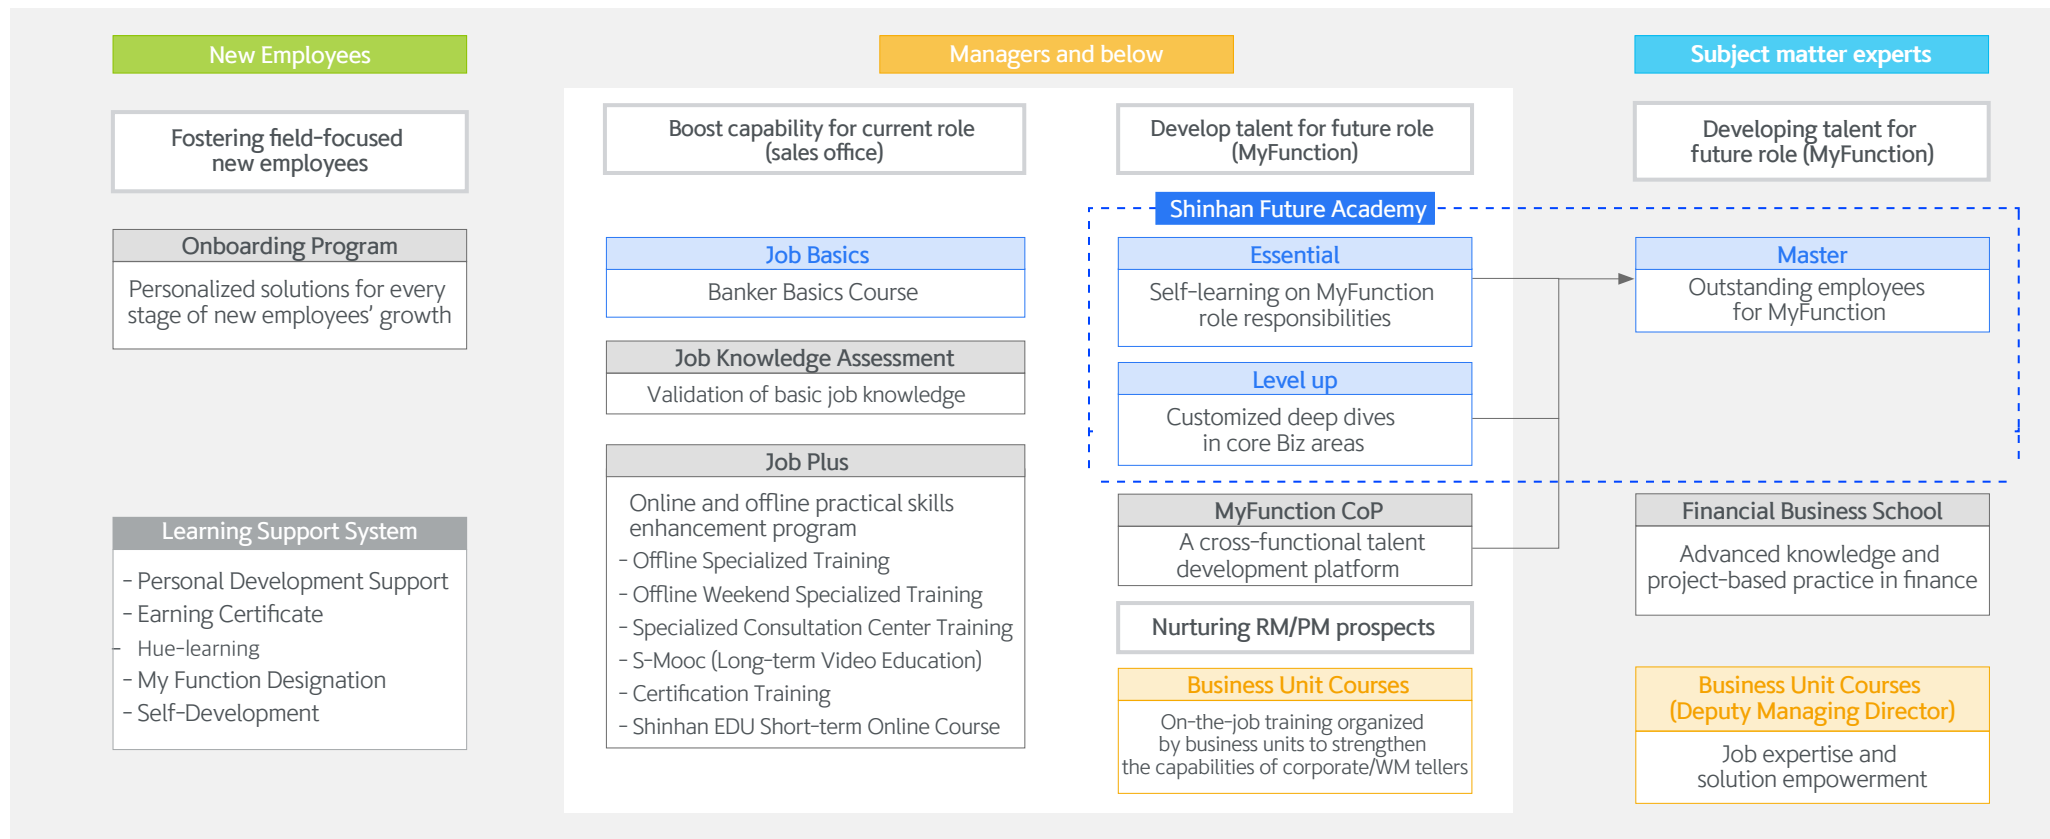 New Employees
Fostering field-focused
new employees
Onboarding Program
Personalized solutions for every
stage of new employees' growth
Learning Support System
- Personal Development Support
- Earning Certificate
- Hue-learning
- My Function Designation
- Self-Development
Managers and below
Boost capability for current role
(sales office)
Job Basics
Banker Basics Course
Job Knowledge Assessment
Validation of basic job knowledge
Job Plus
Online and offline practical skills
enhancement program
- Offline Specialized Training
- Offline Weekend Specialized Training
- Specialized Consultation Center Training
- S-Mooc (Long-term Video Education)
- Certification Training
- Shinhan EDU Short-term Online Course
Develop talent for future role
(MyFunction)
Shinhan Future Academy
Essential
Self-learning on MyFunction
role responsibilities
Level up
Customized deep dives
in core Biz areas
MyFunction CoP
A cross-functional talent
development platform
Nurturing RM/PM prospects
Business Unit Courses
On-the-job training organized
by business units to strengthen
the capabilities of corporate/WM tellers
Subject matter experts
Developing talent for
future role (MyFunction)
Master
Outstanding employees
for MyFunction
Financial Business School
Advanced knowledge and
project-based practice in finance
Business Unit Courses
(Deputy Managing Director)
Job expertise and
solution empowerment